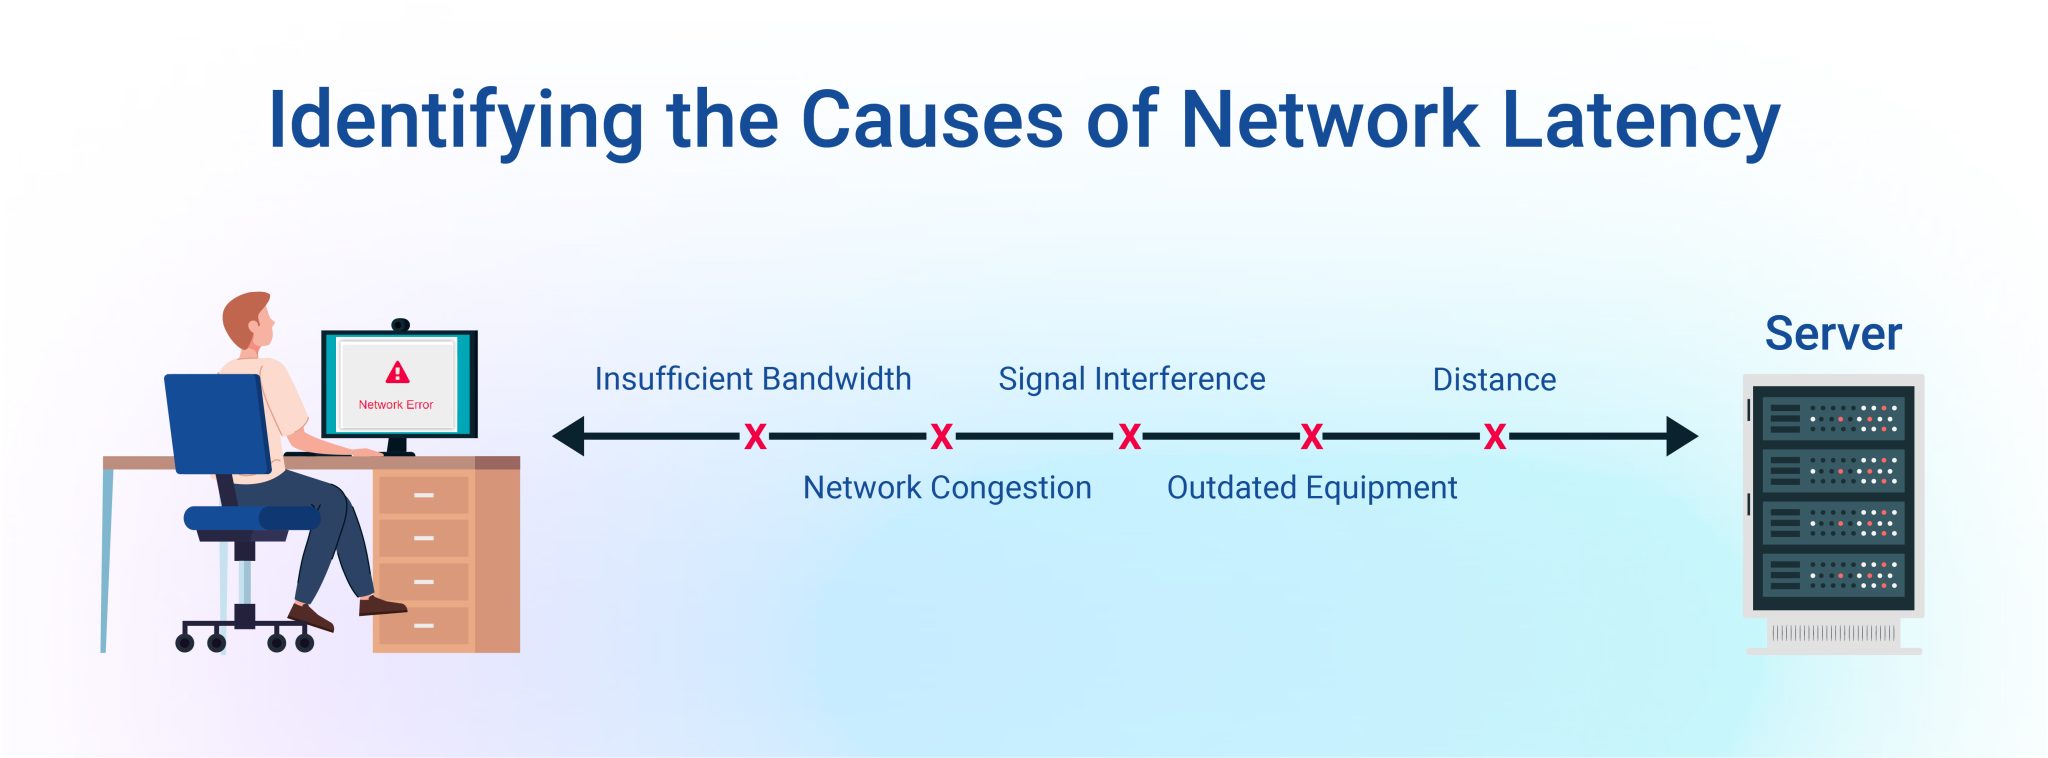 Identifying the Causes of Network Latency
Server
Network Error
Insufficient Bandwidth
Signal Interference
Distance
X X X X X
Network Congestion
Outdated Equipment